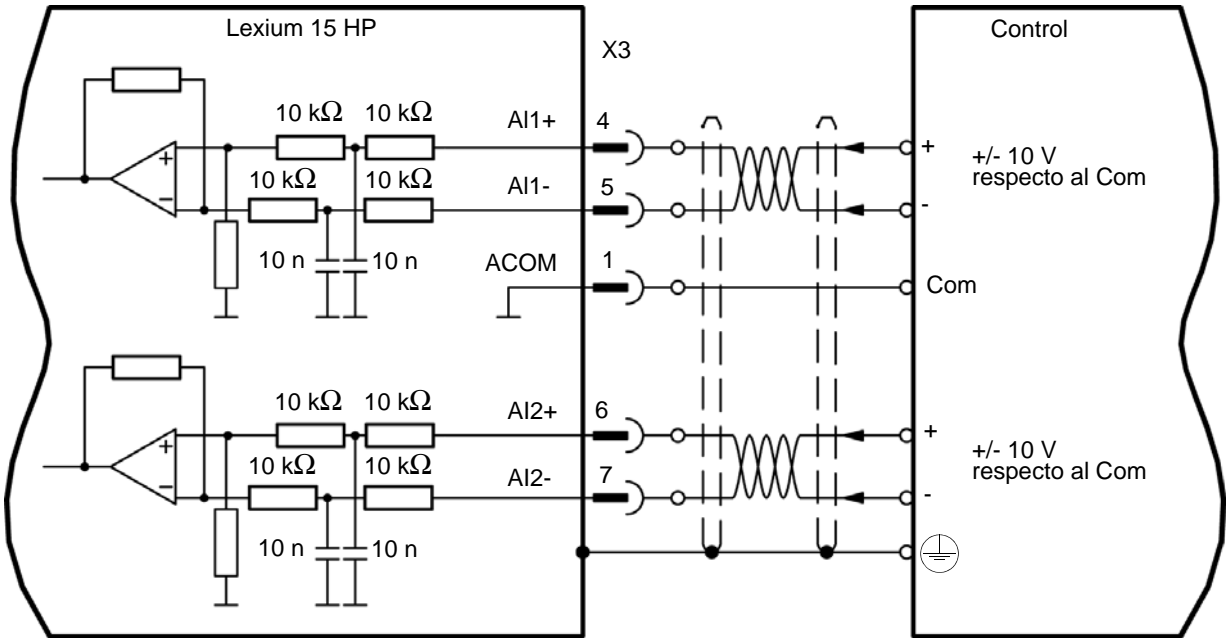 Lexium 15 HP
X3
Control
10 kΩ 10 kΩ AI1+ 4 +
+
+/- 10 V
respecto al Com
10 kΩ 10 kΩ AI1- 5 -
−
10 n 10 n ACOM 1 Com
10 kΩ 10 kΩ AI2+ 6 +
+
+/- 10 V
respecto al Com
10 kΩ 10 kΩ AI2- 7 -
−
10 n 10 n